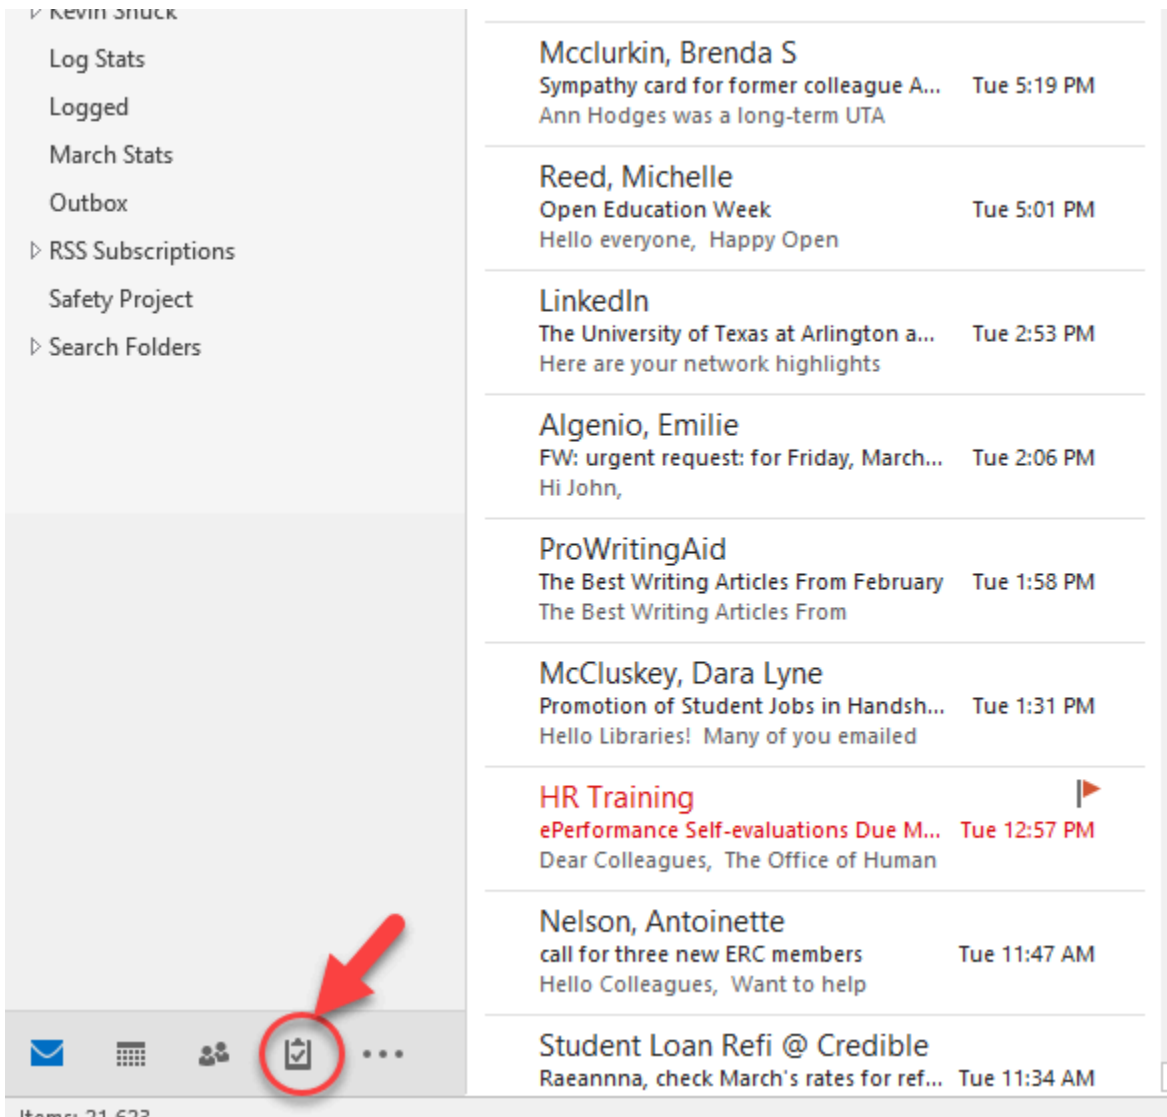 Kevin Shuck
Log Stats
Logged
March Stats
Outbox
RSS Subscriptions
Safety Project
Search Folders
Mcclurkin, Brenda S
Sympathy card for former colleague A... Tue 5:19 PM
Ann Hodges was a long-term UTA
Reed, Michelle
Open Education Week Tue 5:01 PM
Hello everyone, Happy Open
LinkedIn
The University of Texas at Arlington a... Tue 2:53 PM
Here are your network highlights
Algenio, Emilie
FW: urgent request: for Friday, March... Tue 2:06 PM
Hi John,
ProWritingAid
The Best Writing Articles From February Tue 1:58 PM
The Best Writing Articles From
McCluskey, Dara Lyne
Promotion of Student Jobs in Handsh... Tue 1:31 PM
Hello Libraries! Many of you emailed
HR Training
ePerformance Self-evaluations Due M... Tue 12:57 PM
Dear Colleagues, The Office of Human
Nelson, Antoinette
call for three new ERC members Tue 11:47 AM
Hello Colleagues, Want to help
Student Loan Refi @ Credible
Raeannna, check March's rates for ref... Tue 11:34 AM
Items: 21,623